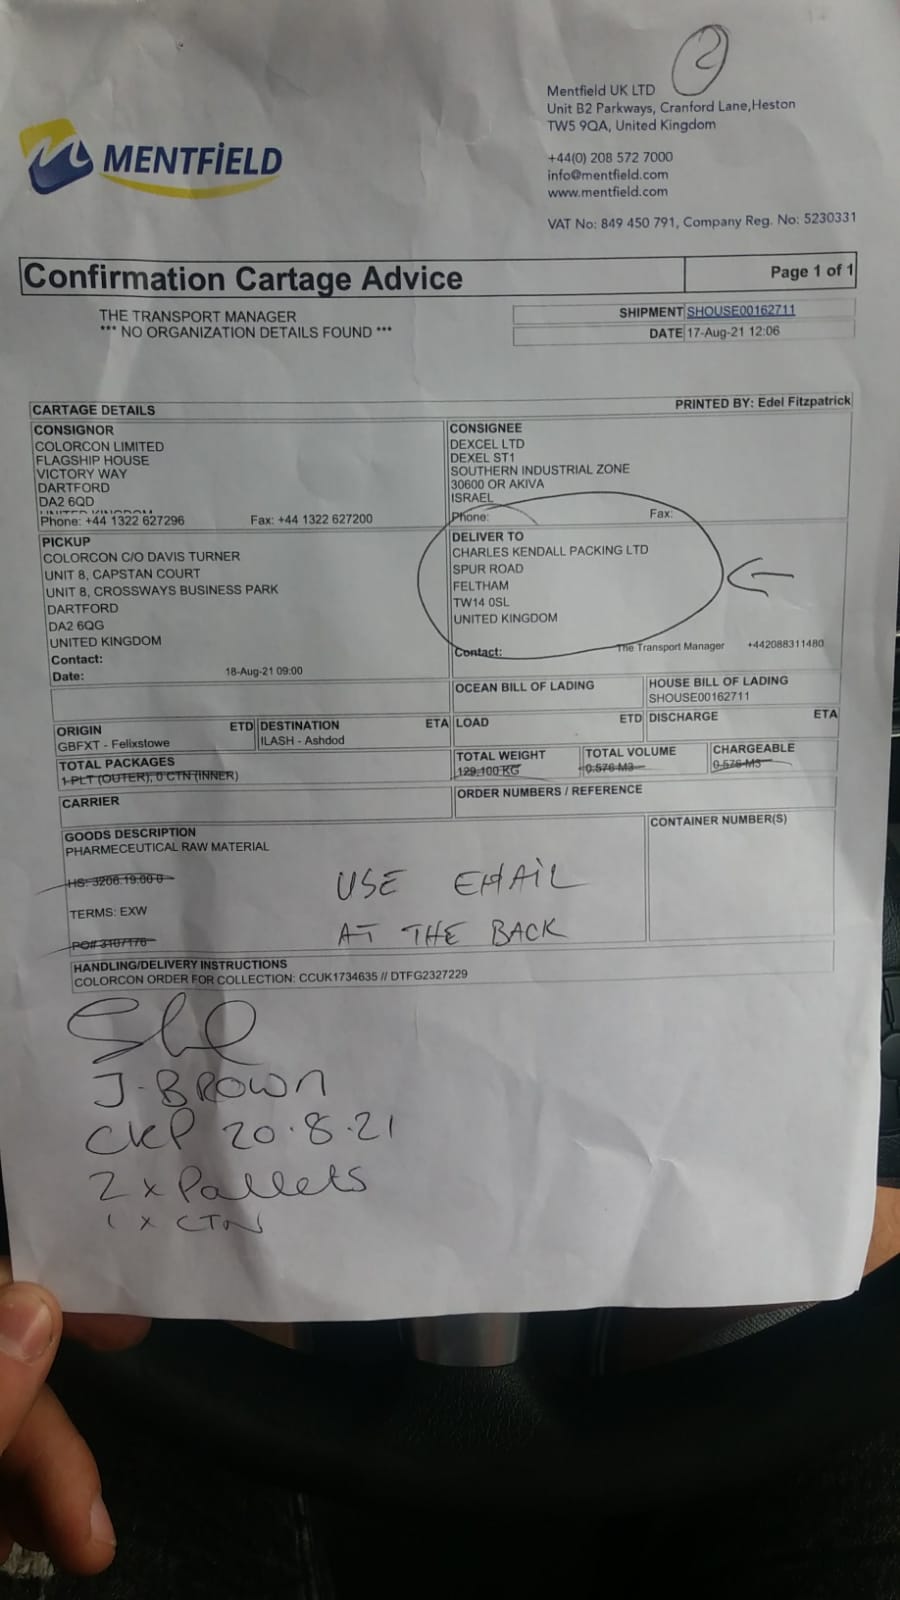 2
Mentfield UK LTD
Unit B2 Parkways, Cranford Lane,Heston
TW5 9QA, United Kingdom
+44(0) 208 572 7000
info@mentfield.com
www.mentfield.com
VAT No: 849 450 791, Company Reg. No: 5230331
MENTFiELD
Confirmation Cartage Advice
Page 1 of 1
THE TRANSPORT MANAGER
*** NO ORGANIZATION DETAILS FOUND ***
SHIPMENT SHOUSE00162711
DATE 17-Aug-21 12:06
CARTAGE DETAILS
PRINTED BY: Edel Fitzpatrick
CONSIGNOR
COLORCON LIMITED
FLAGSHIP HOUSE
VICTORY WAY
DARTFORD
DA2 6QD
UNITED KINGDOM
Phone: +44 1322 627296 Fax: +44 1322 627200
CONSIGNEE
DEXCEL LTD
DEXEL ST1
SOUTHERN INDUSTRIAL ZONE
30600 OR AKIVA
ISRAEL
Phone: Fax:
PICKUP
COLORCON C/O DAVIS TURNER
UNIT 8, CAPSTAN COURT
UNIT 8, CROSSWAYS BUSINESS PARK
DARTFORD
DA2 6QG
UNITED KINGDOM
Contact:
Date: 18-Aug-21 09:00
DELIVER TO
CHARLES KENDALL PACKING LTD
SPUR ROAD
FELTHAM
TW14 0SL
UNITED KINGDOM
Contact: The Transport Manager +442088311480
OCEAN BILL OF LADING
HOUSE BILL OF LADING
SHOUSE00162711
ORIGIN ETD DESTINATION ETA LOAD ETD DISCHARGE ETA
GBFXT - Felixstowe ILASH - Ashdod
TOTAL PACKAGES
1 PLT (OUTER), 0 CTN (INNER)
TOTAL WEIGHT TOTAL VOLUME CHARGEABLE
129.100 KG 0.576 M3 0.576 M3
CARRIER
ORDER NUMBERS / REFERENCE
GOODS DESCRIPTION
PHARMECEUTICAL RAW MATERIAL
CONTAINER NUMBER(S)
HS: 3206.19.00 0
TERMS: EXW
PO# 3107176
USE EMAIL
AT THE BACK
HANDLING/DELIVERY INSTRUCTIONS
COLORCON ORDER FOR COLLECTION: CCUK1734635 // DTFG2327229
J. BROWN
CKP 20.8.21
2 x Pallets
1 x CTN